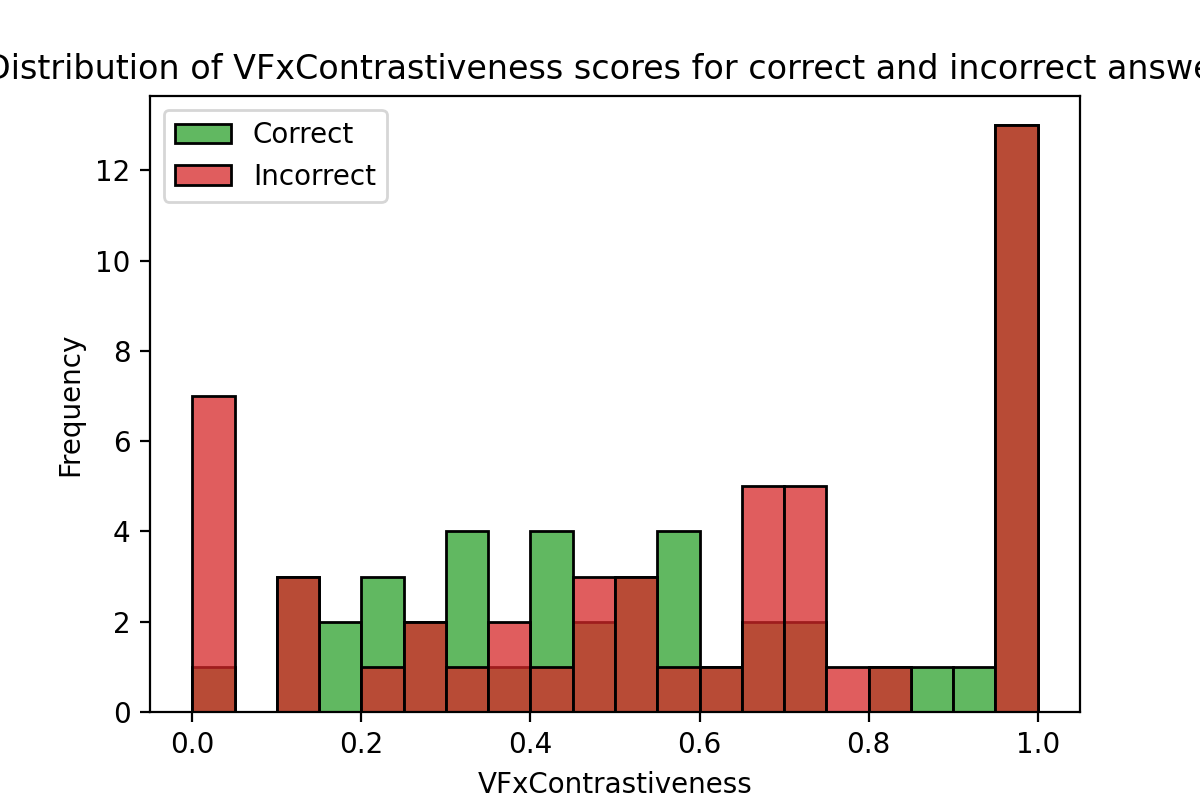 Distribution of VFxContrastiveness scores for correct and incorrect answe
Correct
Incorrect
12
10
8
6
4
2
0
Frequency
0.0 0.2 0.4 0.6 0.8 1.0
VFxContrastiveness